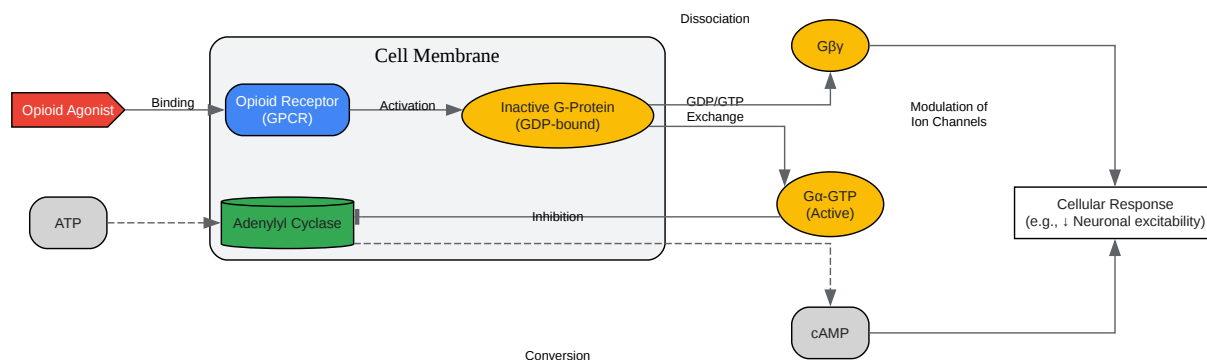 Dissociation
Gβγ
Cell Membrane
Opioid Agonist
Binding
Opioid Receptor
(GPCR)
Activation
Inactive G-Protein
(GDP-bound)
GDP/GTP
Exchange
Modulation of
Ion Channels
ATP
Adenylyl Cyclase
Inhibition
Gα-GTP
(Active)
Cellular Response
(e.g., ↓ Neuronal excitability)
cAMP
Conversion